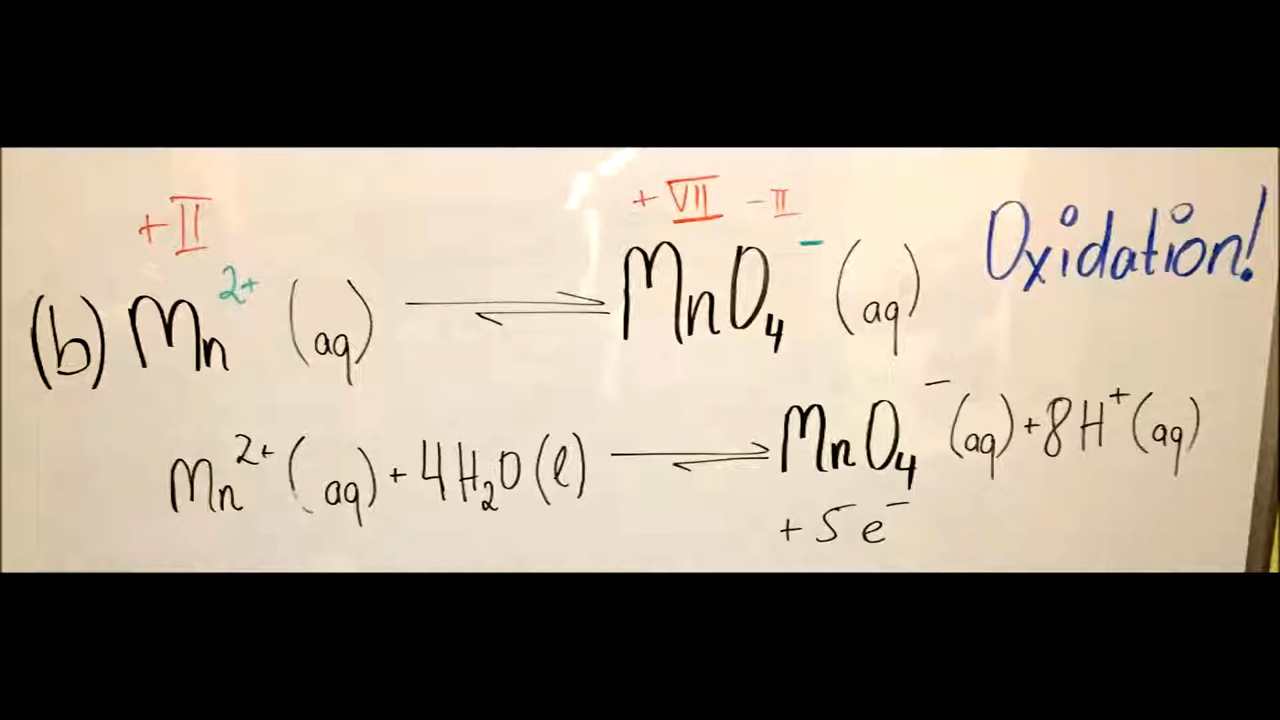 +II +VII -II
(b) Mn²⁺ (aq) ⇌ MnO₄⁻ (aq) Oxidation!
Mn²⁺ (aq) + 4H₂O (l) ⇌ MnO₄⁻ (aq) + 8H⁺ (aq)
+ 5e⁻